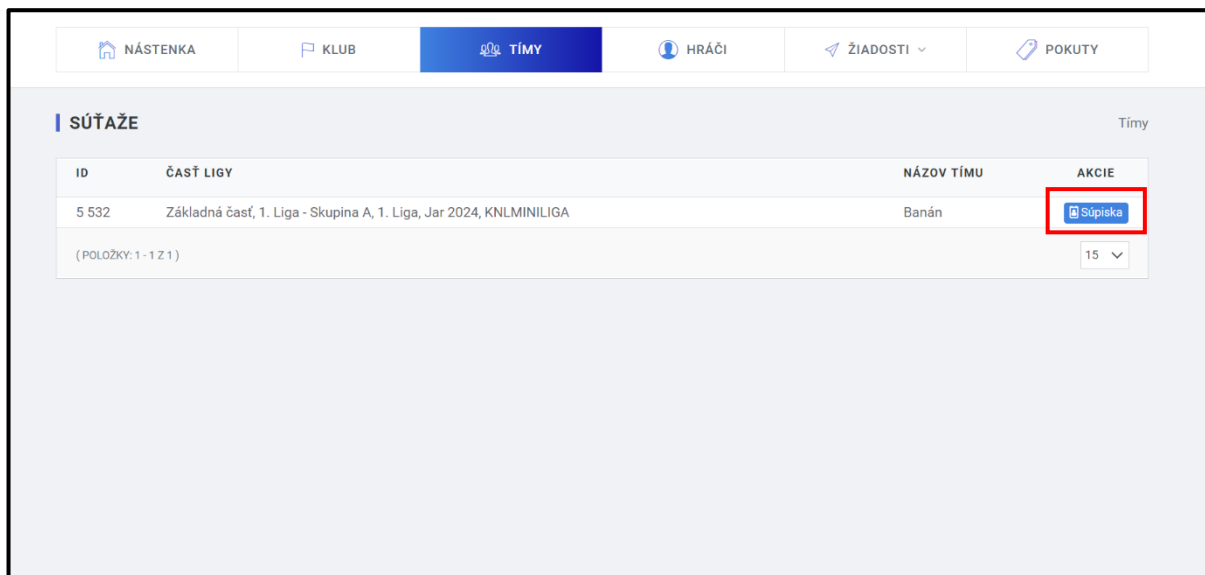 NÁSTENKA KLUB TÍMY HRÁČI ŽIADOSTI POKUTY
SÚŤAŽE Tímy
ID ČASŤ LIGY NÁZOV TÍMU AKCIE
5 532 Základná časť, 1. Liga - Skupina A, 1. Liga, Jar 2024, KNLMINILIGA Banán Súpiska
( POLOŽKY: 1 - 1 Z 1 ) 15